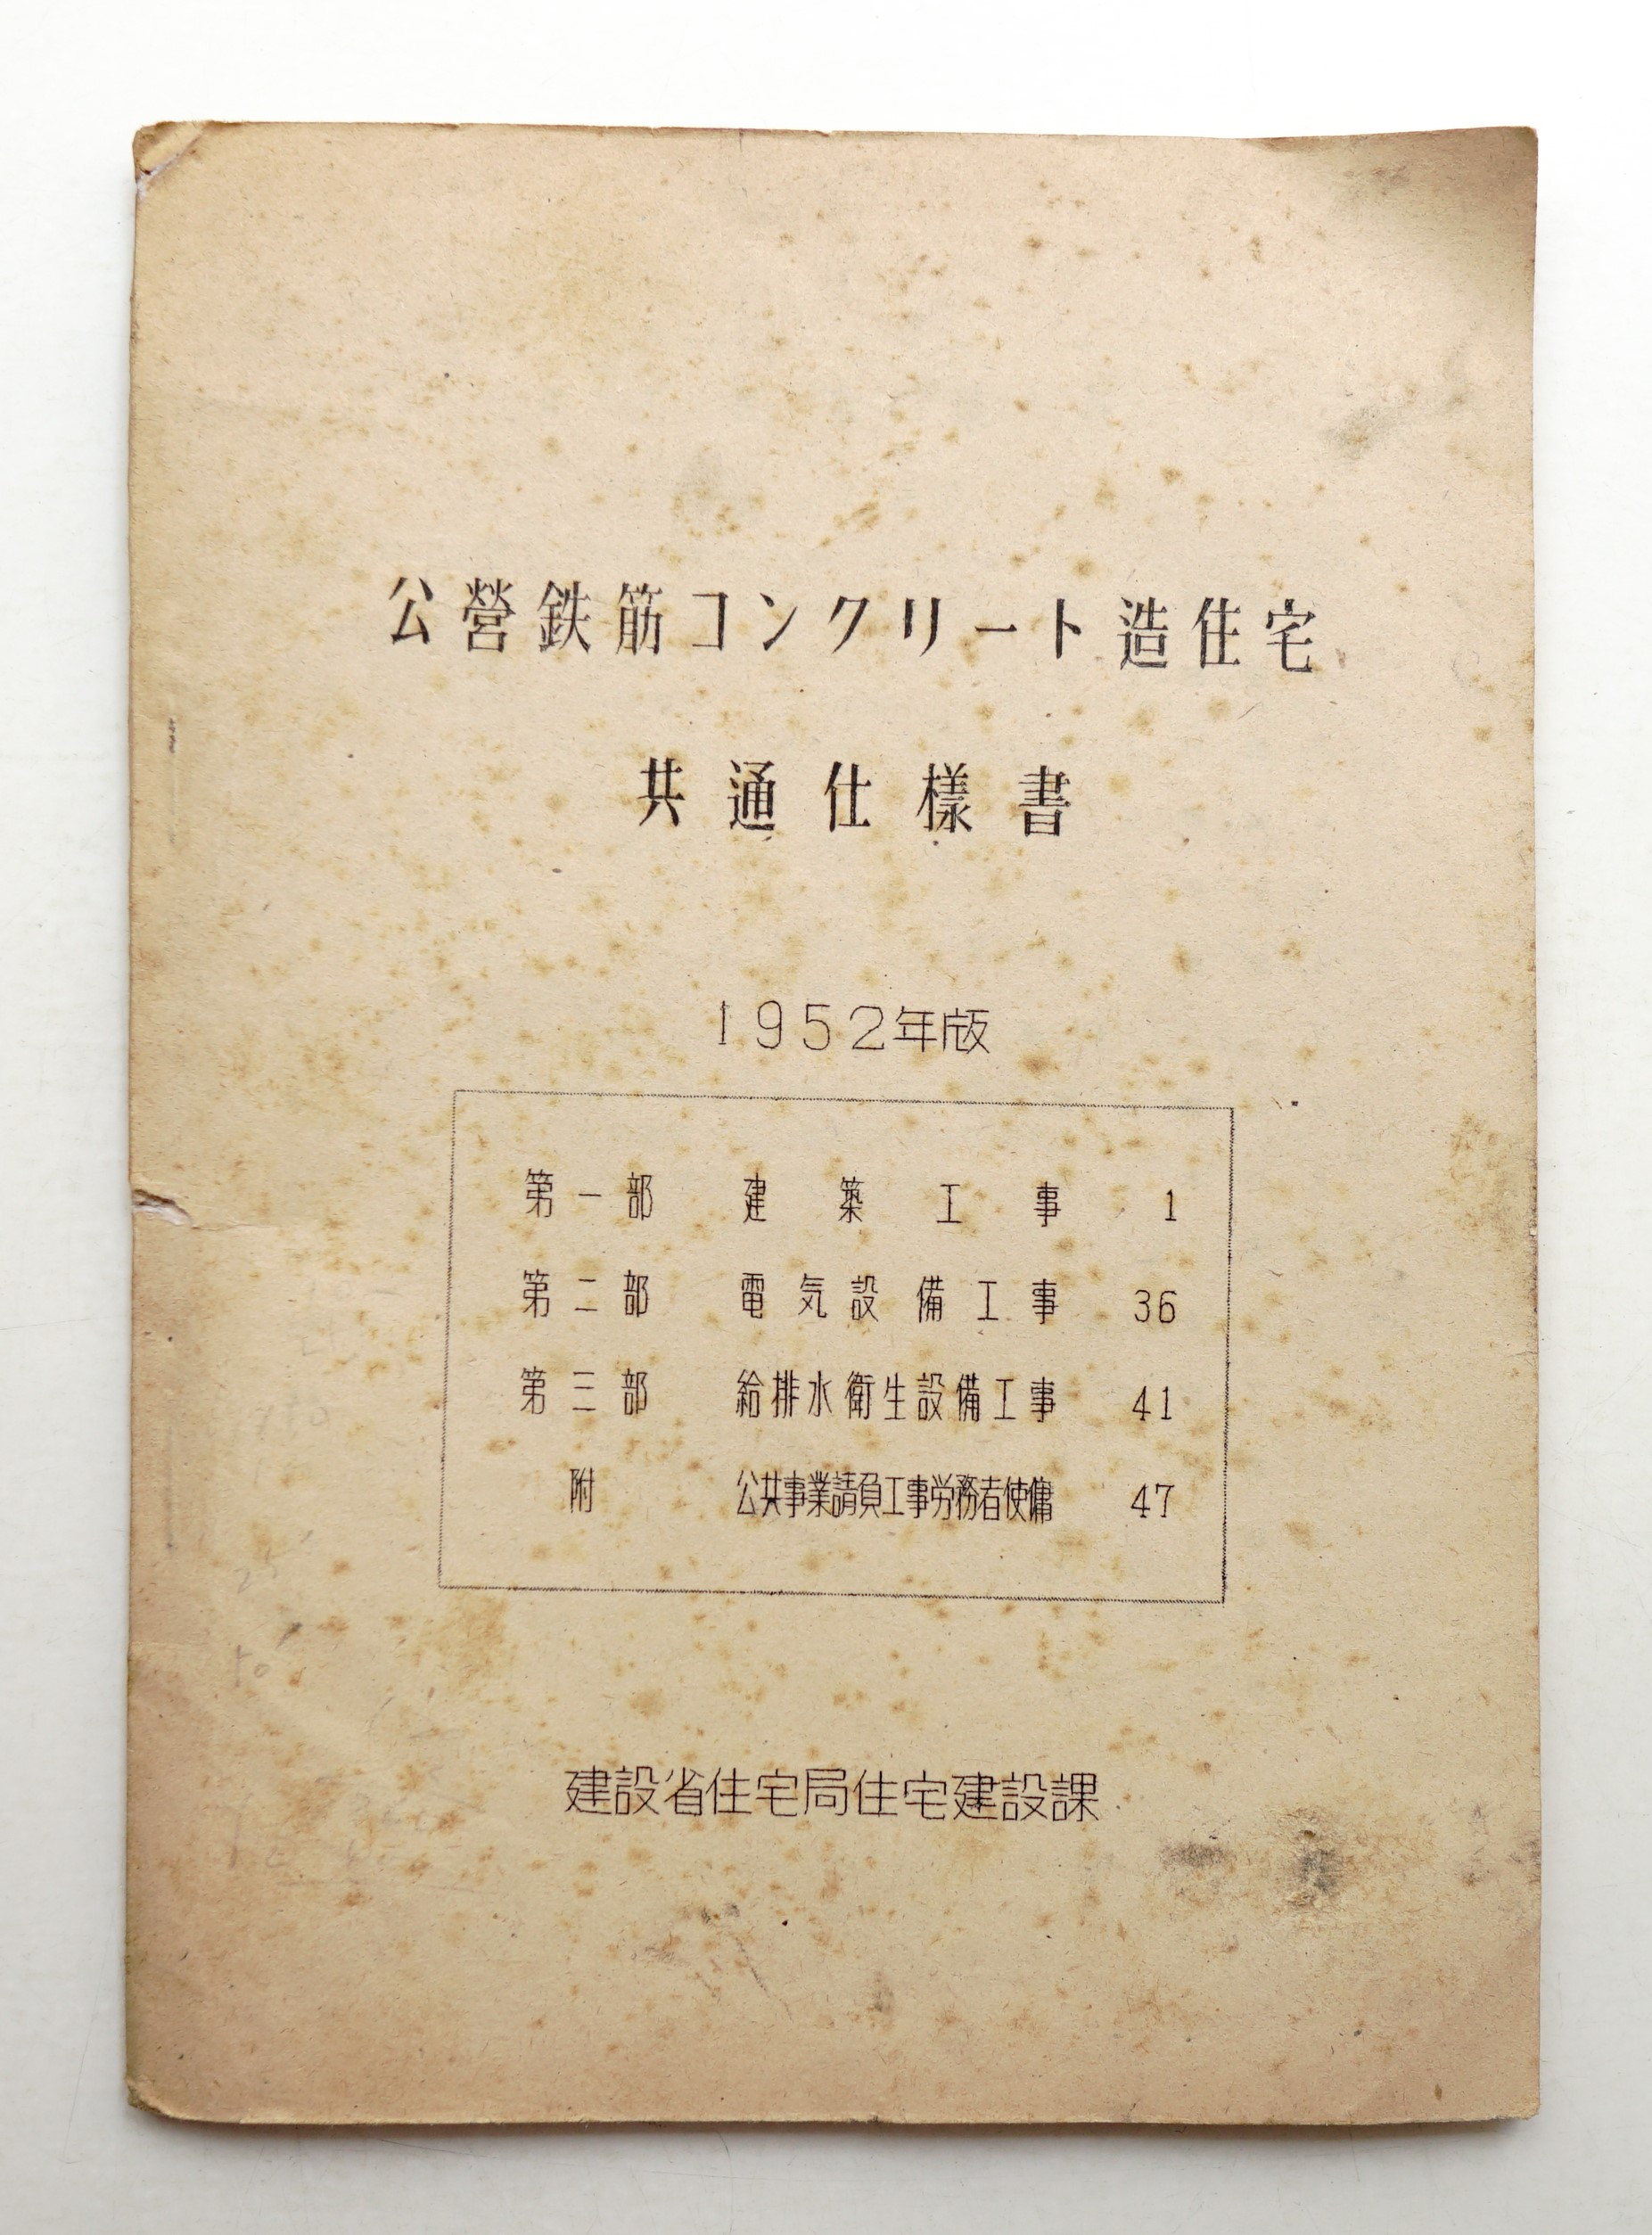 公營鉄筋コンクリート造住宅
共通仕樣書
1952年版
第一部 建築工事 1
第二部 電気設備工事 36
第三部 給排水衛生設備工事 41
附 公共事業請負工事労務者使傭 47
建設省住宅局住宅建設課